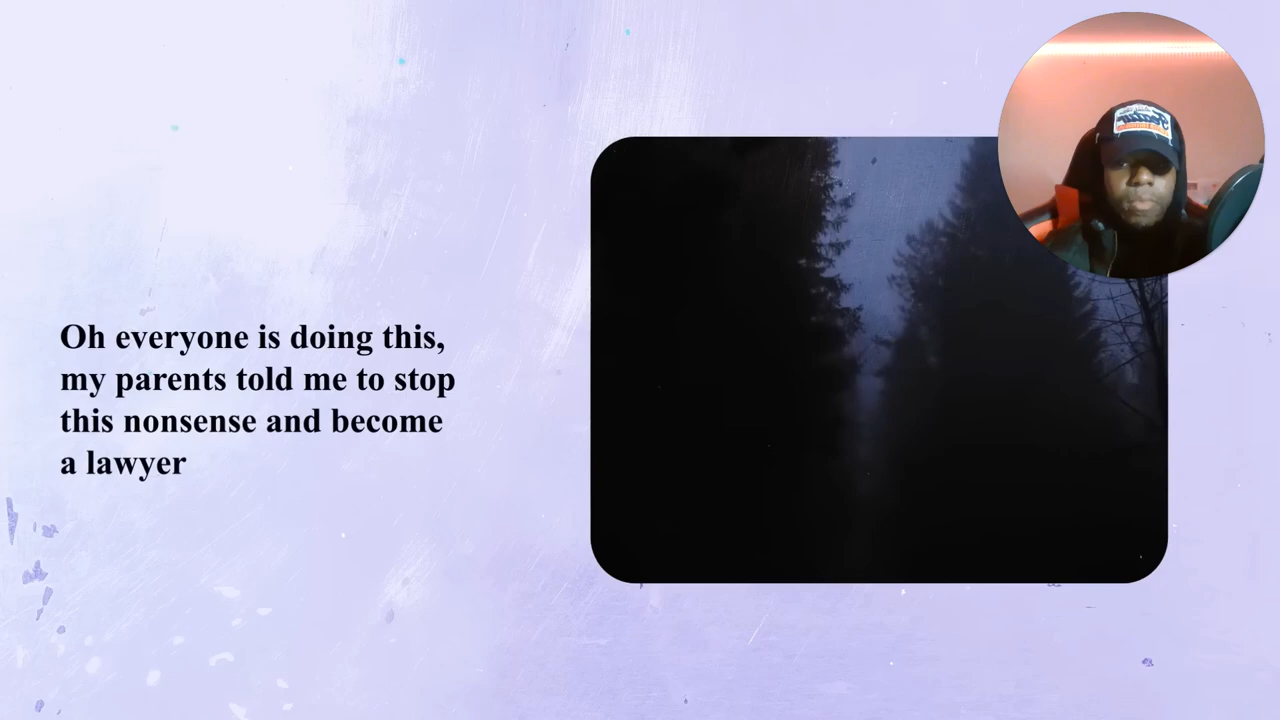 Oh everyone is doing this,
my parents told me to stop
this nonsense and become
a lawyer